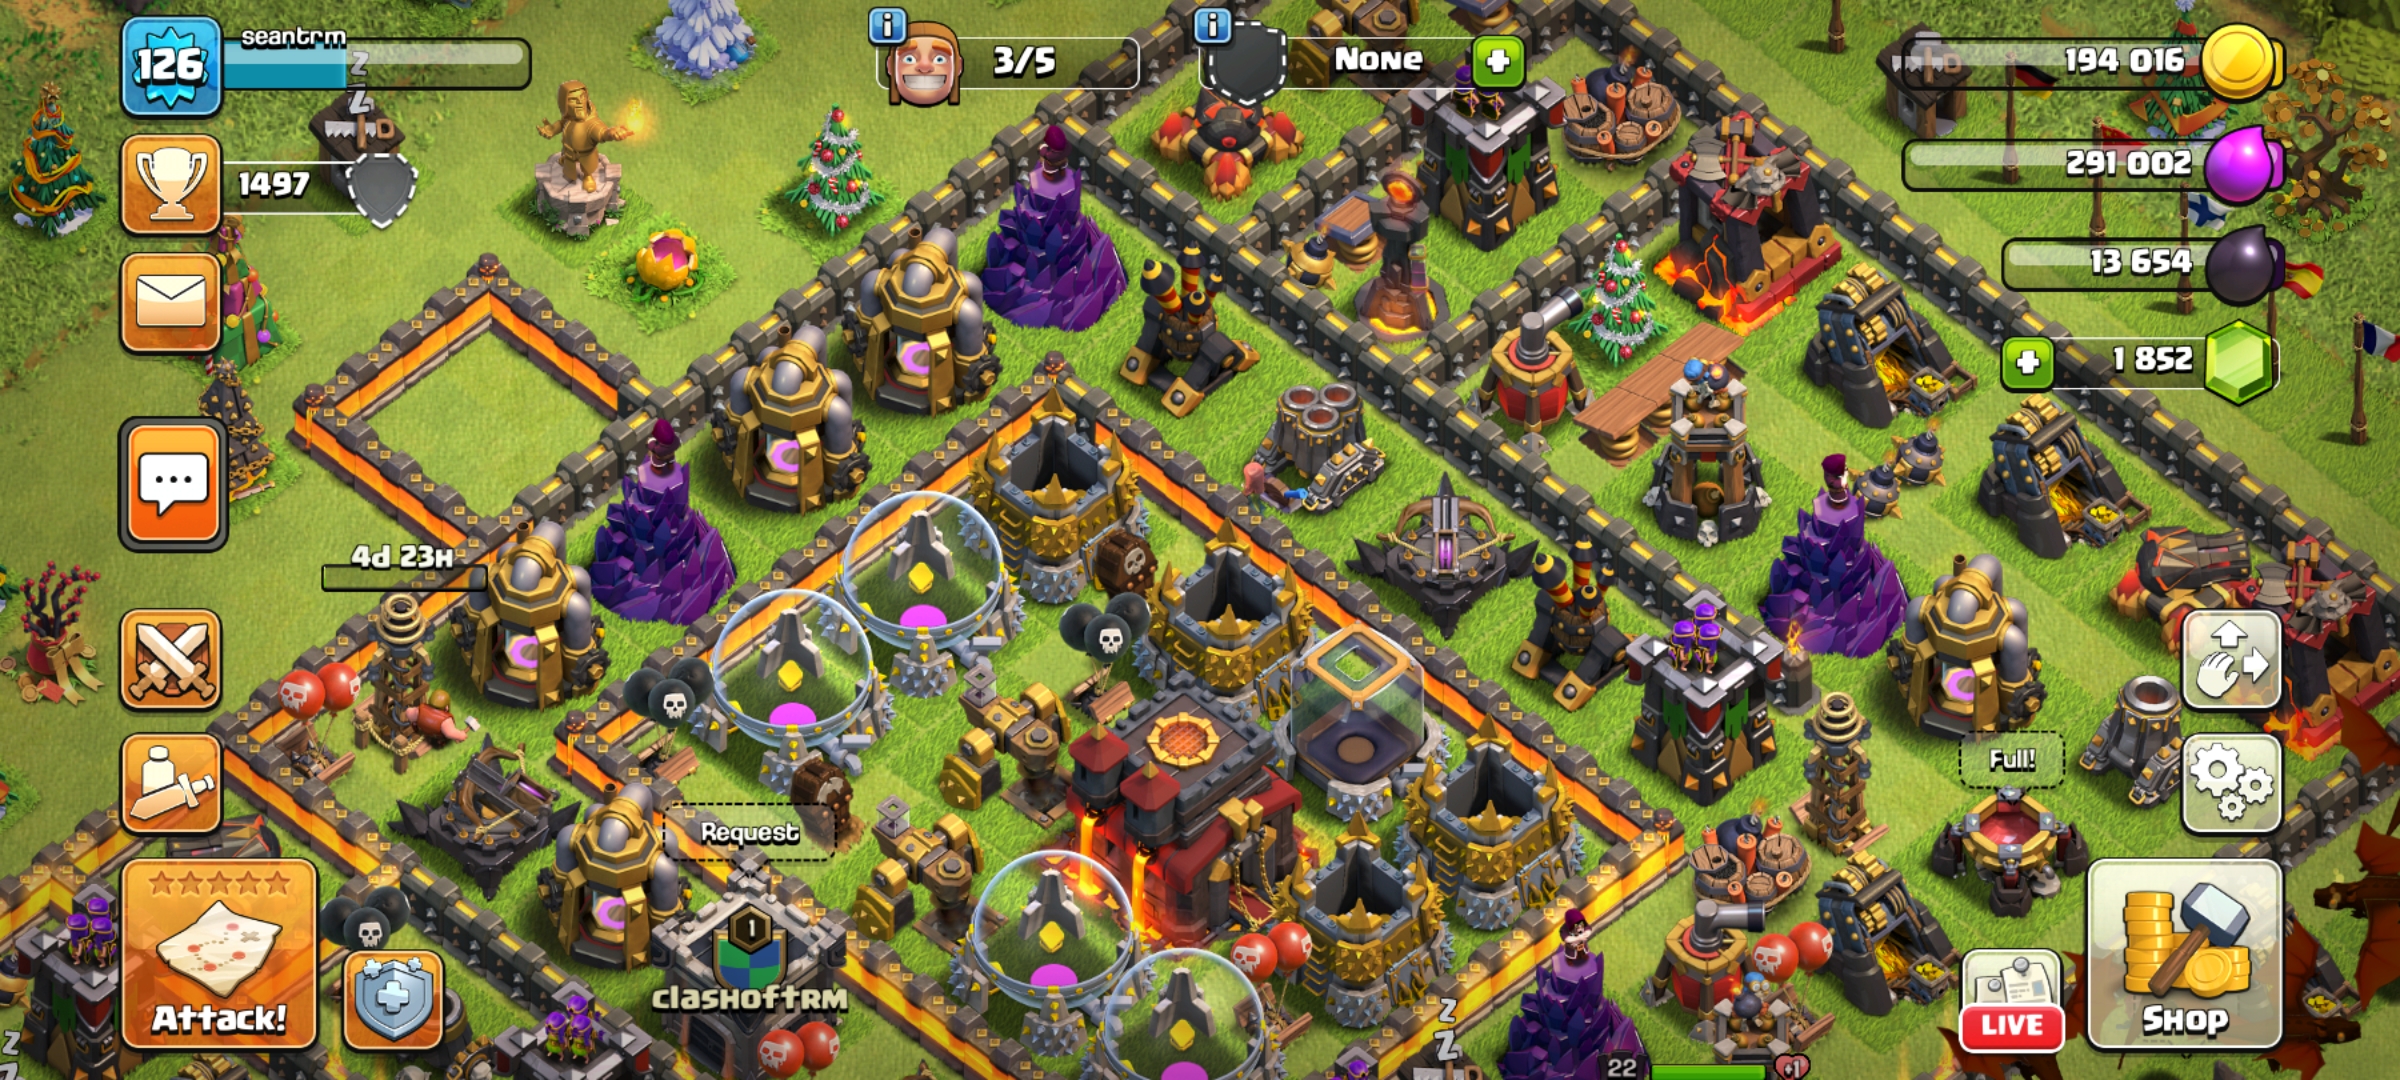 126
seantrm
3/5
None
194 016
1497
291 002
13 654
1 852
4d 23h
Full!
Request
1
clashofTRM
Attack!
LIVE
Shop
22
+1
Z
Z
Z
Z
Z